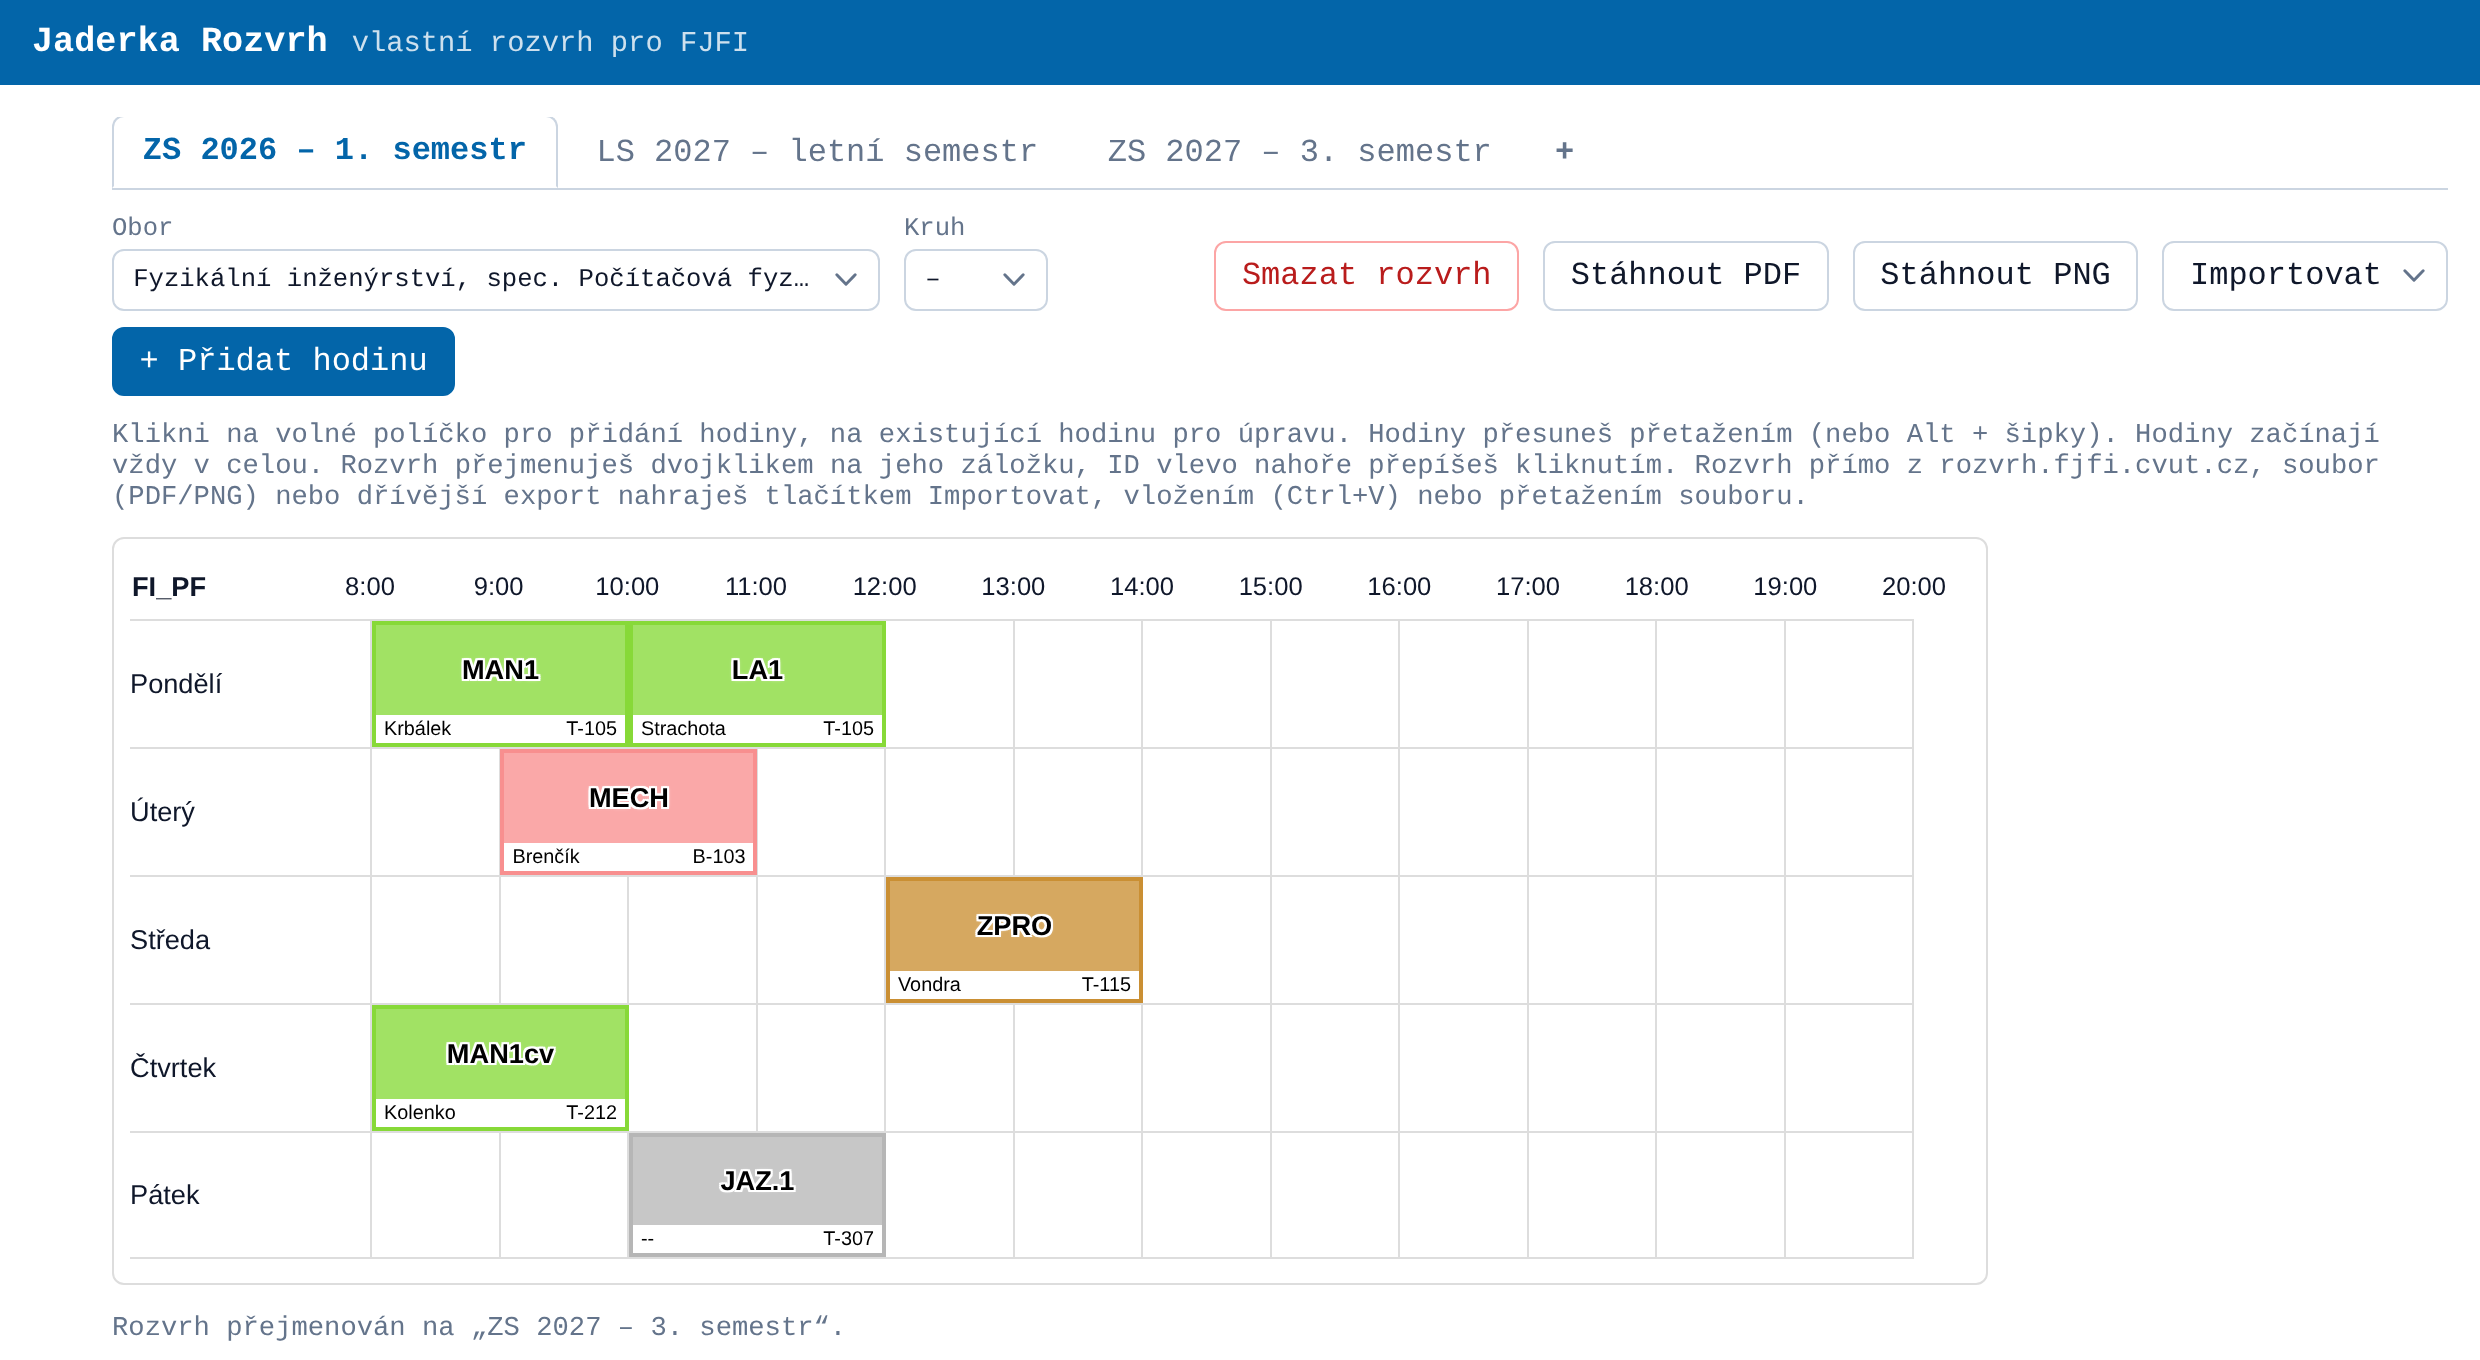 Jaderka Rozvrh vlastní rozvrh pro FJFI
ZS 2026 – 1. semestr LS 2027 – letní semestr ZS 2027 – 3. semestr +
Obor Kruh
Fyzikální inženýrství, spec. Počítačová fyz… – Smazat rozvrh Stáhnout PDF Stáhnout PNG Importovat
+ Přidat hodinu
Klikni na volné políčko pro přidání hodiny, na existující hodinu pro úpravu. Hodiny přesuneš přetažením (nebo Alt + šipky). Hodiny začínají
vždy v celou. Rozvrh přejmenuješ dvojklikem na jeho záložku, ID vlevo nahoře přepíšeš kliknutím. Rozvrh přímo z rozvrh.fjfi.cvut.cz, soubor
(PDF/PNG) nebo dřívější export nahraješ tlačítkem Importovat, vložením (Ctrl+V) nebo přetažením souboru.
FI_PF 8:00 9:00 10:00 11:00 12:00 13:00 14:00 15:00 16:00 17:00 18:00 19:00 20:00
Pondělí
MAN1 LA1
Krbálek T-105 Strachota T-105
Úterý
MECH
Brenčík B-103
Středa
ZPRO
Vondra T-115
Čtvrtek
MAN1cv
Kolenko T-212
Pátek
JAZ.1
-- T-307
Rozvrh přejmenován na „ZS 2027 – 3. semestr“.